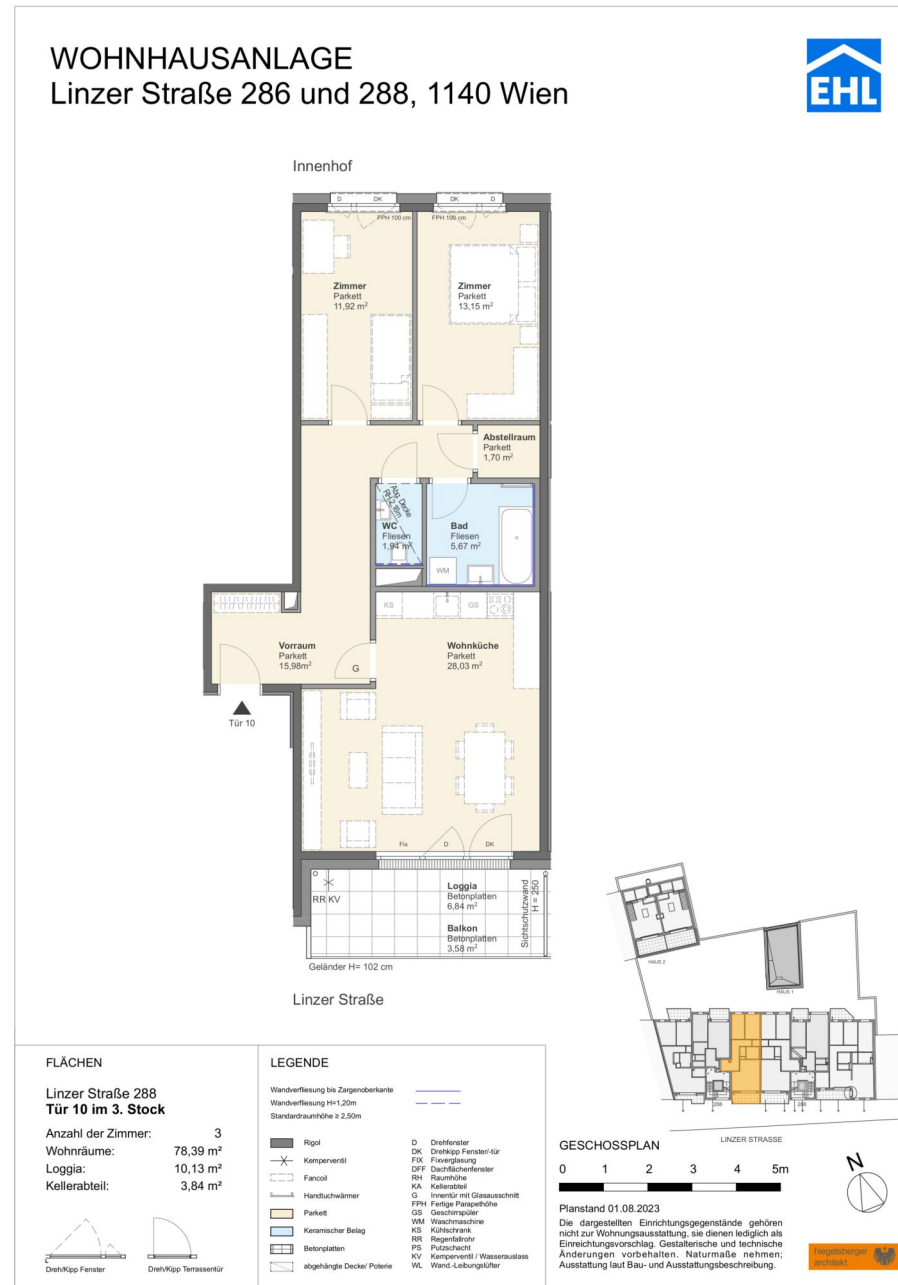 WOHNHAUSANLAGE
Linzer Straße 286 und 288, 1140 Wien
EHL
Innenhof
D DK
DK D
FPH 100 cm
FPH 100 cm
Zimmer
Parkett
11,92 m²
Zimmer
Parkett
13,15 m²
Abstellraum
Parkett
1,70 m²
Abg. Decke
RH 2,18m
WC
Fliesen
1,94 m²
Bad
Fliesen
5,67 m²
WM
KS
GS
Vorraum
Parkett
15,98m²
G
Wohnküche
Parkett
28,03 m²
Tür 10
Fix D DK
RR KV
Loggia
Betonplatten
6,84 m²
Balkon
Betonplatten
3,58 m²
Sichtschutzwand
H = 250
Geländer H= 102 cm
Linzer Straße
HAUS 2
HAUS 1
288
286
LINZER STRASSE
FLÄCHEN
Linzer Straße 288
Tür 10 im 3. Stock
Anzahl der Zimmer: 3
Wohnräume: 78,39 m²
Loggia: 10,13 m²
Kellerabteil: 3,84 m²
Dreh/Kipp Fenster
Dreh/Kipp Terrassentür
LEGENDE
Wandverfliesung bis Zargenoberkante
Wandverfliesung H=1,20m
Standardraumhöhe ≥ 2,50m
Rigol
Kemperventil
Fancoil
Handtuchwärmer
Parkett
Keramischer Belag
Betonplatten
abgehängte Decke/ Poterie
D Drehfenster
DK Drehkipp Fenster/-tür
FIX Fixverglasung
DFF Dachflächenfenster
RH Raumhöhe
KA Kellerabteil
G Innentür mit Glasausschnitt
FPH Fertige Parapethöhe
GS Geschirrspüler
WM Waschmaschine
KS Kühlschrank
RR Regenfallrohr
PS Putzschacht
KV Kemperventil / Wasserauslass
WL Wand.-Leibungslüfter
GESCHOSSPLAN
0 1 2 3 4 5m
N
Planstand 01.08.2023
Die dargestellten Einrichtungsgegenstände gehören
nicht zur Wohnungsausstattung, sie dienen lediglich als
Einreichtungsvorschlag. Gestalterische und technische
Änderungen vorbehalten. Naturmaße nehmen;
Ausstattung laut Bau- und Ausstattungsbeschreibung.
hiegetsberger
architekt